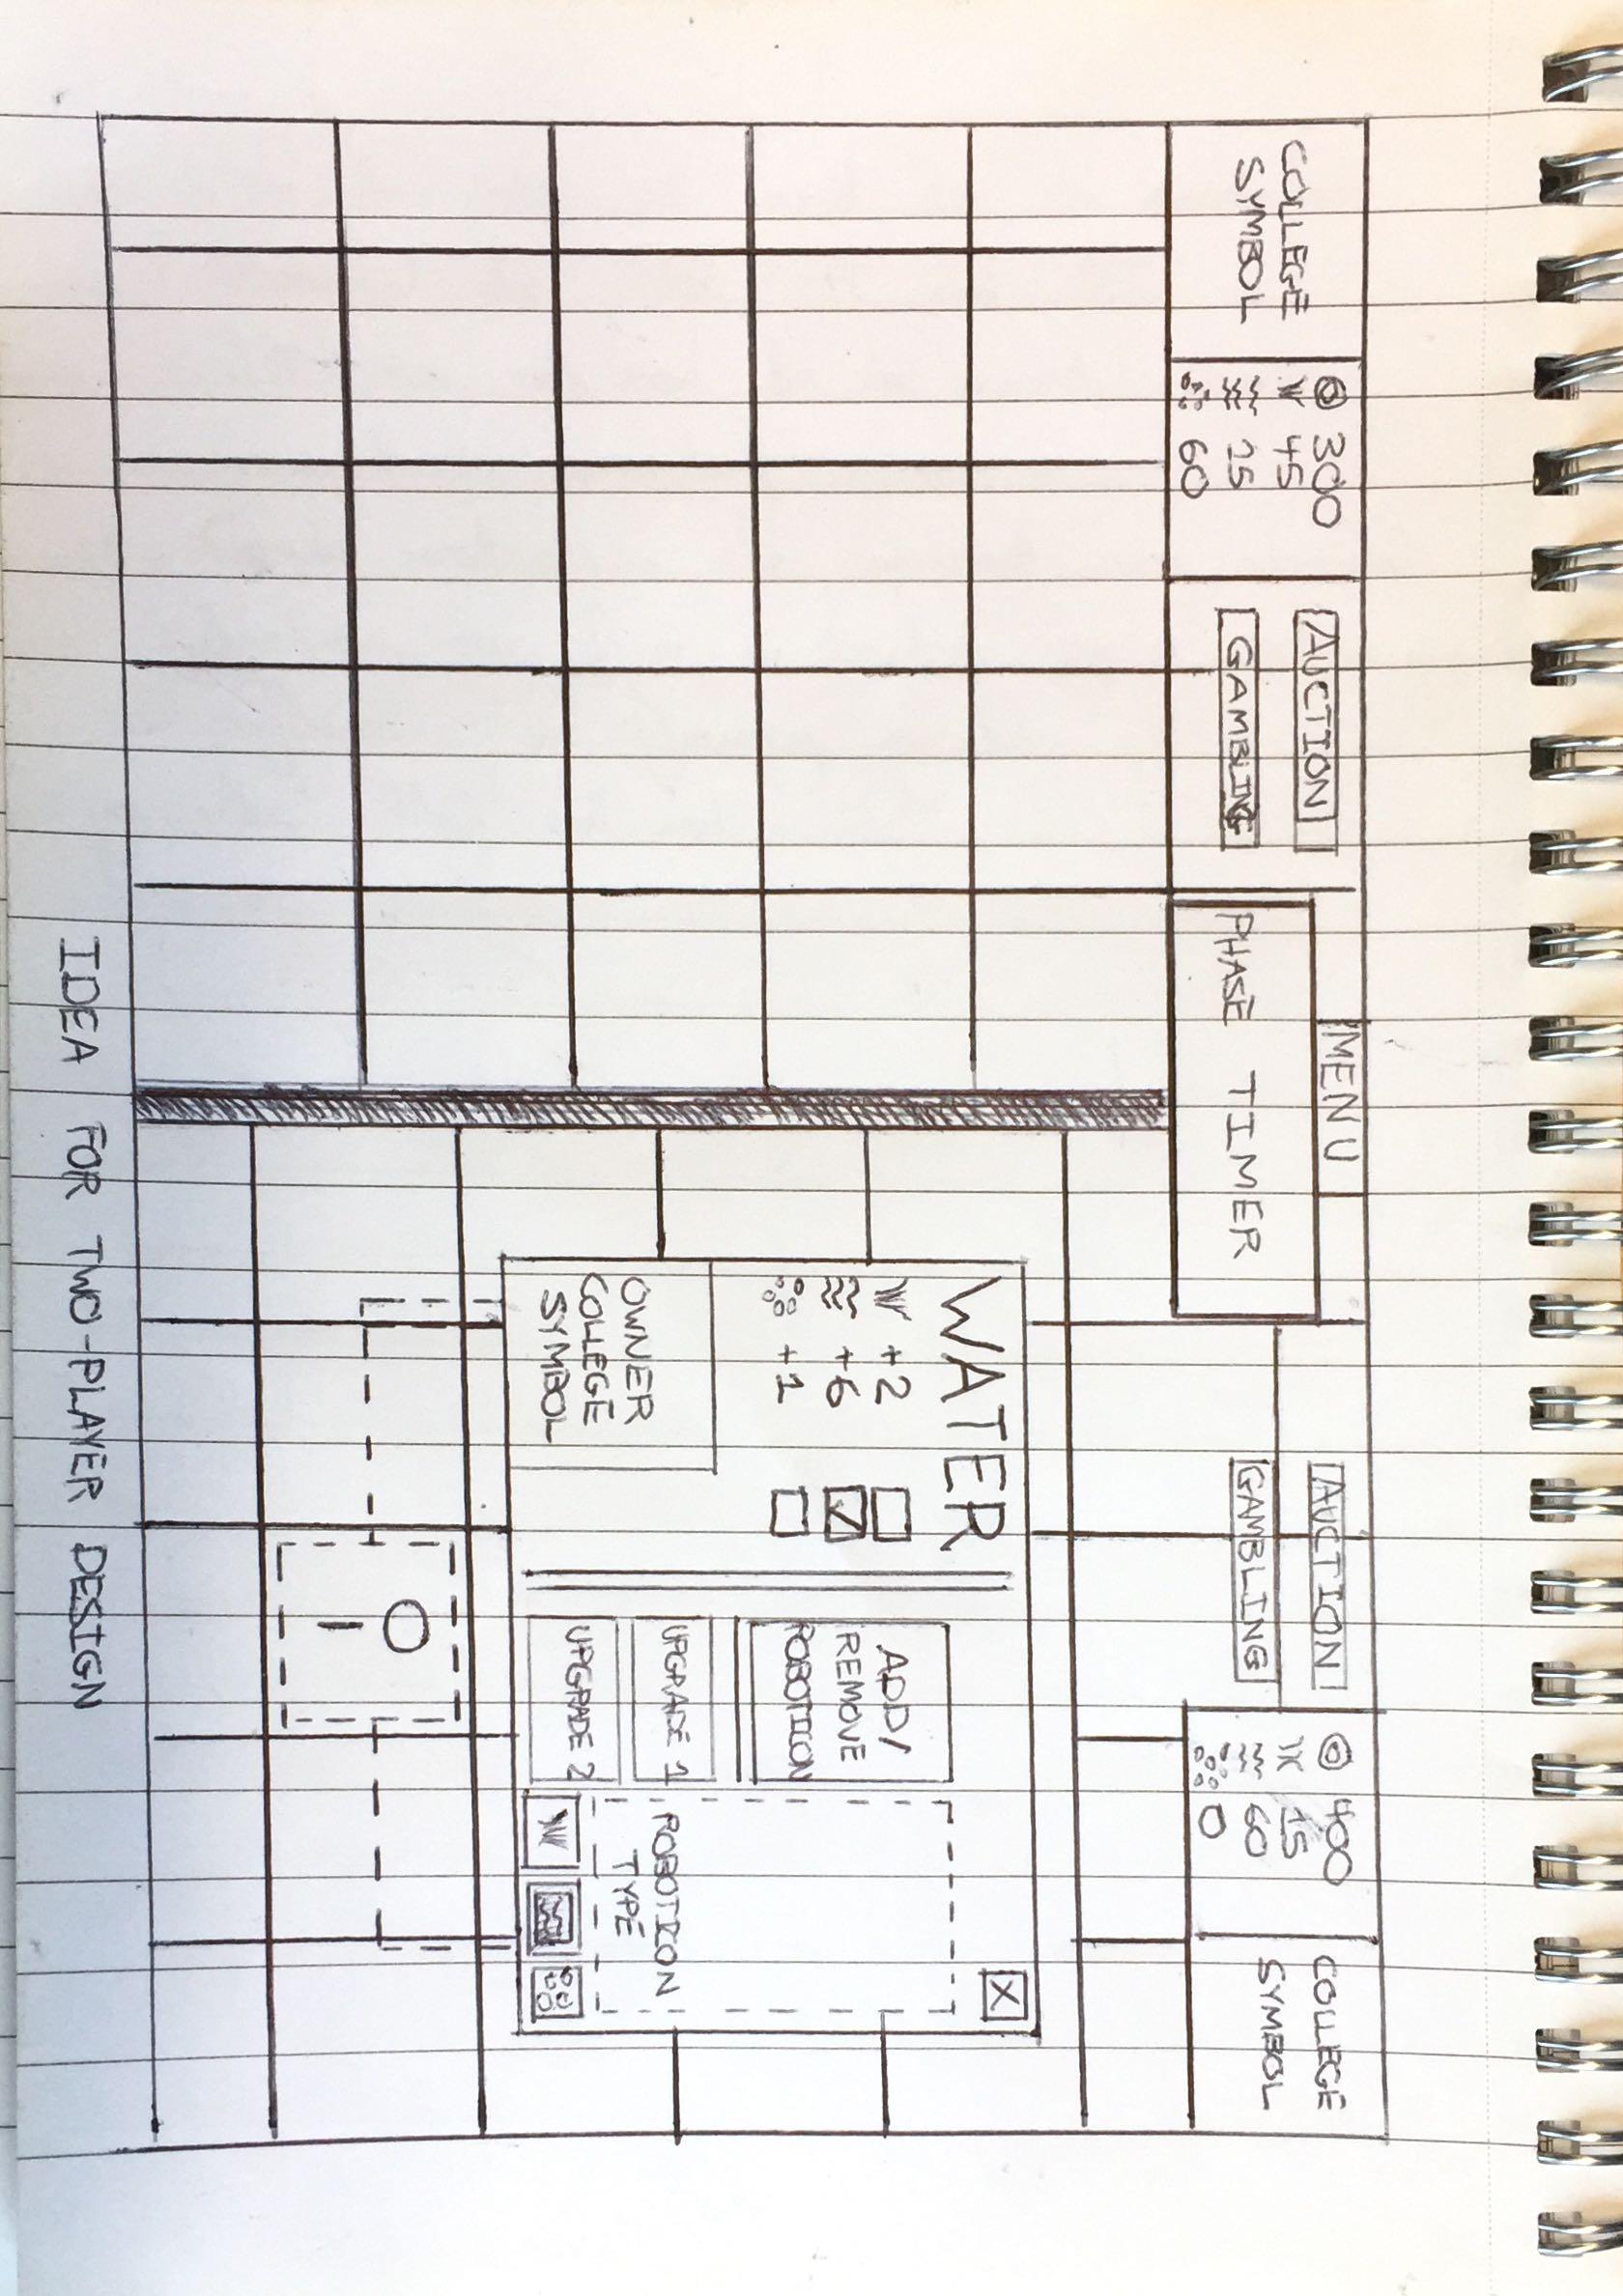 COLLEGE
SYMBOL
300
45
25
60
AUCTION
GAMBLING
MENU
PHASE TIMER
AUCTION
GAMBLING
400
15
60
0
COLLEGE
SYMBOL
WATER
+2
+6
+1
OWNER
COLLEGE
SYMBOL
ADD/
REMOVE
ROBOTICON
UPGRADE 1
UPGRADE 2
X
ROBOTICON
TYPE
IDEA FOR TWO-PLAYER DESIGN